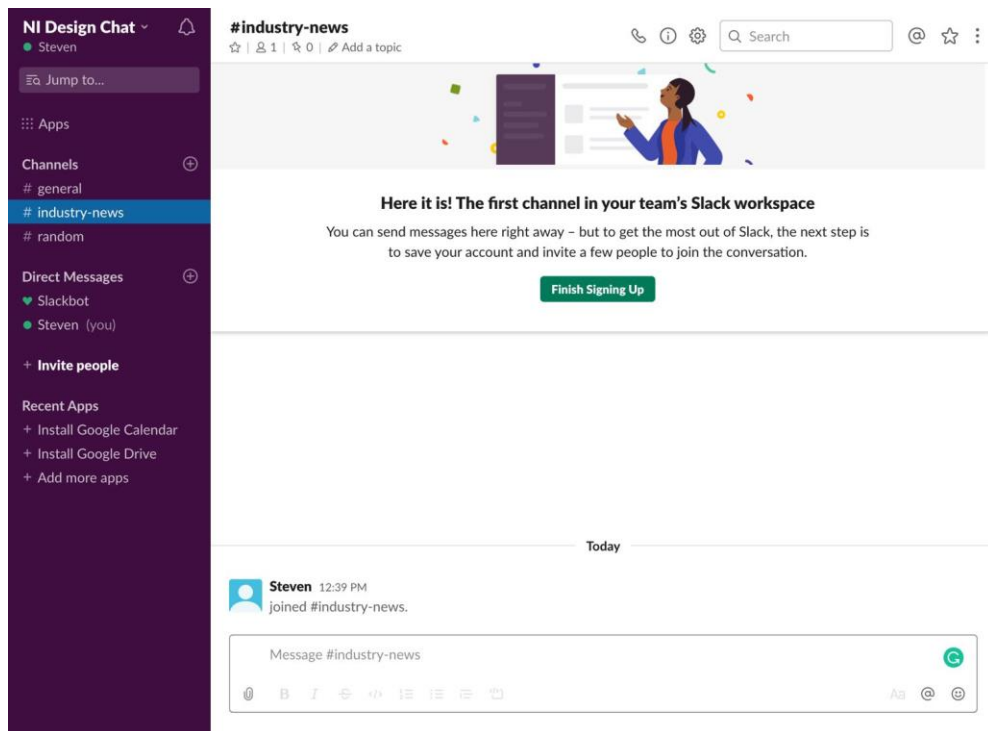 NI Design Chat
Steven
Jump to...
Apps
Channels
# general
# industry-news
# random
Direct Messages
Slackbot
Steven (you)
+ Invite people
Recent Apps
+ Install Google Calendar
+ Install Google Drive
+ Add more apps
#industry-news
1 | 0 | Add a topic
Search
Here it is! The first channel in your team's Slack workspace
You can send messages here right away – but to get the most out of Slack, the next step is
to save your account and invite a few people to join the conversation.
Finish Signing Up
Today
Steven 12:39 PM
joined #industry-news.
Message #industry-news
B I S </> Aa @